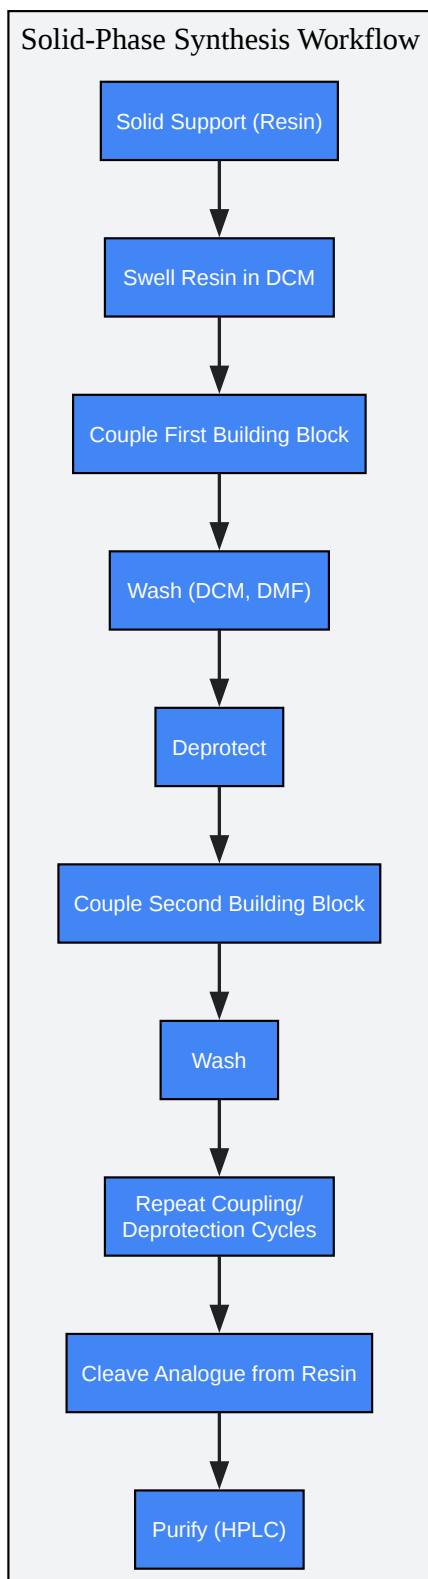 Solid-Phase Synthesis Workflow
Solid Support (Resin)
Swell Resin in DCM
Couple First Building Block
Wash (DCM, DMF)
Deprotect
Couple Second Building Block
Wash
Repeat Coupling/
Deprotection Cycles
Cleave Analogue from Resin
Purify (HPLC)